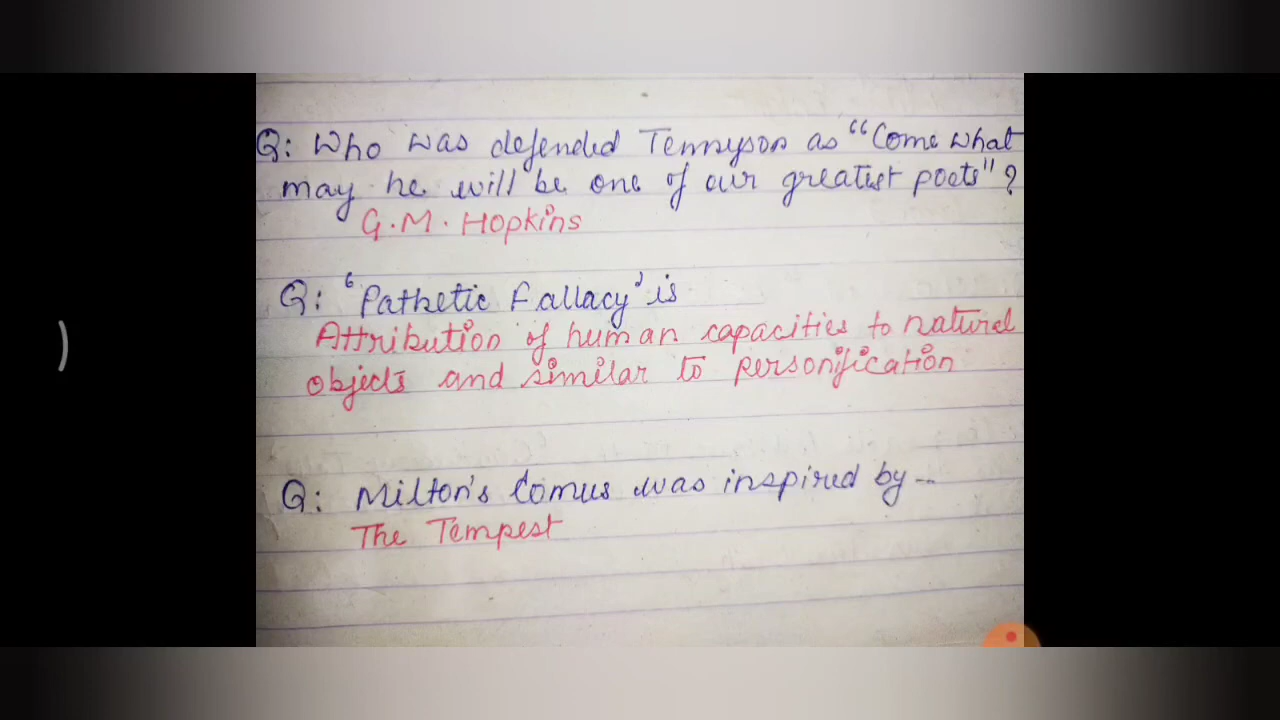 Q: Who was defended Tennyson as "Come what
may he will be one of our greatest poets"?
G.M. Hopkins
Q: 'Pathetic Fallacy' is
Attribution of human capacities to natural
objects and similar to personification
Q: Milton's Comus was inspired by --
The Tempest